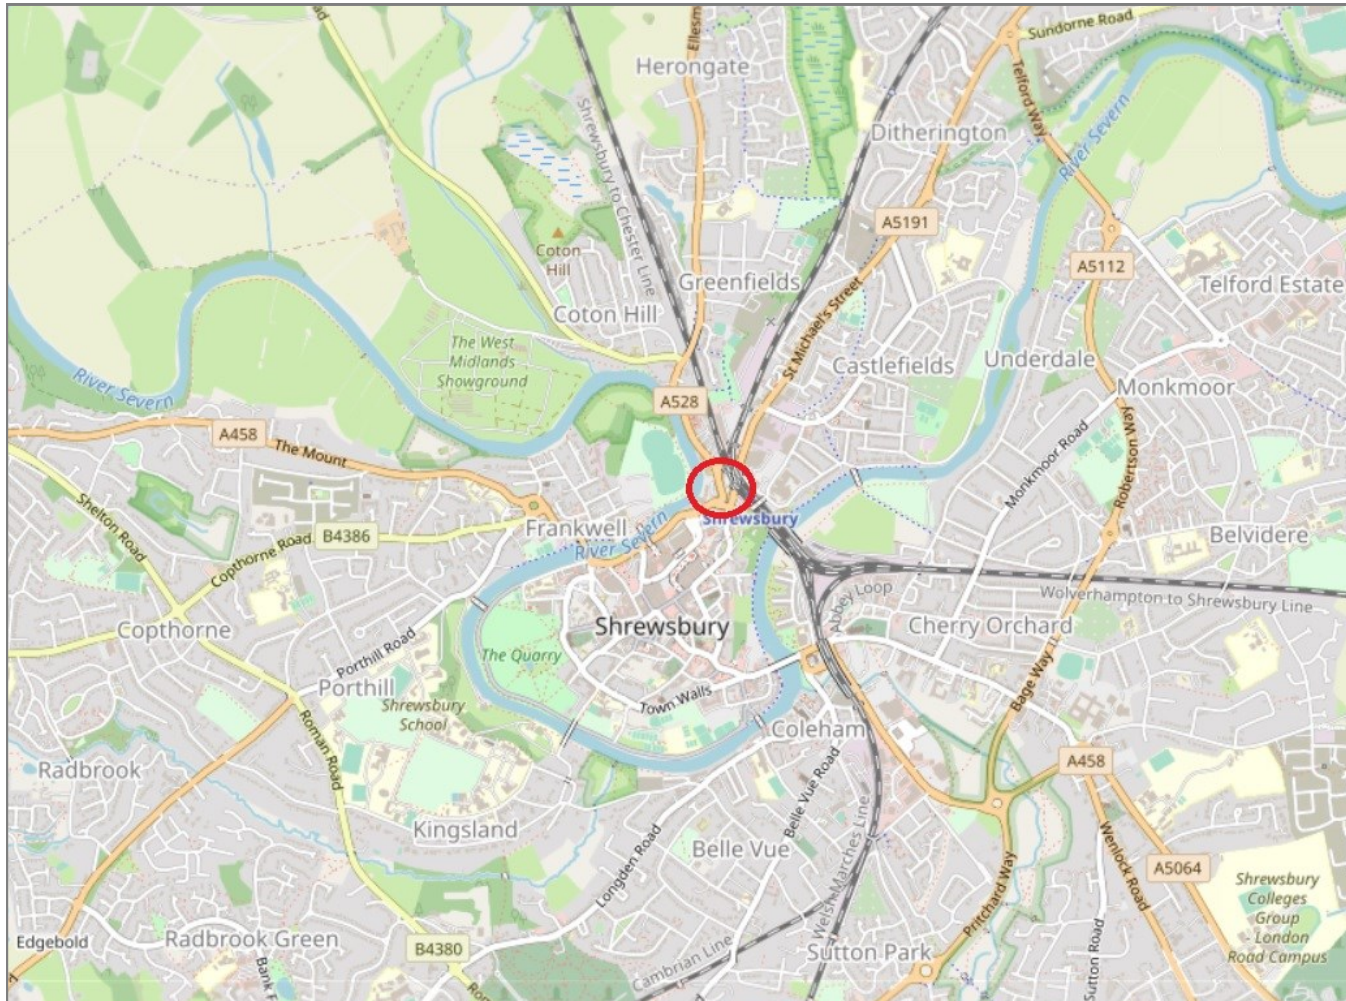 Road
Ellesm
Sundorne Road
Herongate
Telford Way
River Severn
Shrewsbury to Chester Line
Ditherington
A5191
Coton
Hill
A5112
Greenfields
Telford Estate
Coton Hill
St Michael's Street
The West
Midlands
Showground
Castlefields
Underdale
River Severn
Monkmoor
A528
A458
The Mount
Robertson Way
Monkmoor Road
Shelton Road
Shrewsbury
Frankwell
B4386
Copthorne Road
River Severn
Belvidere
Wolverhampton to Shrewsbury Line
Abbey Loop
Copthorne
Shrewsbury
Cherry Orchard
Porthill Road
The Quarry
Bage Way
Porthill
Shrewsbury
School
Town Walls
Coleham
Roman Road
Radbrook
A458
Belle Vue Road
Kingsland
Longden Road
Belle Vue
Welsh Marches Line
Wenlock Road
A5064
Pritchard Way
Shrewsbury
Colleges
Group
- London
Road Campus
Edgebold
Radbrook Green
B4380
Sutton Park
Cambrian Line
Sutton Road
Bank F
Rom